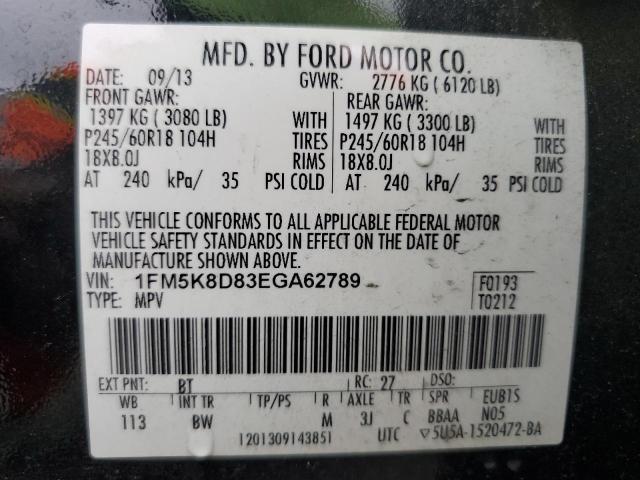 MFD. BY FORD MOTOR CO.
DATE: 09/13 GVWR: 2776 KG ( 6120 LB)
FRONT GAWR: REAR GAWR:
1397 KG ( 3080 LB) WITH 1497 KG ( 3300 LB) WITH
P245/60R18 104H TIRES P245/60R18 104H TIRES
18X8.0J RIMS 18X8.0J RIMS
AT 240 kPa/ 35 PSI COLD AT 240 kPa/ 35 PSI COLD
THIS VEHICLE CONFORMS TO ALL APPLICABLE FEDERAL MOTOR
VEHICLE SAFETY STANDARDS IN EFFECT ON THE DATE OF
MANUFACTURE SHOWN ABOVE.
VIN: 1FM5K8D83EGA62789 F0193
TYPE: MPV T0212
EXT PNT: BT RC: 27 DSO:
WB INT TR TP/PS R AXLE TR SPR EUB1S
113 BW M 3J C BBAA N05
1201309143851 UTC ▽5U5A-1520472-BA